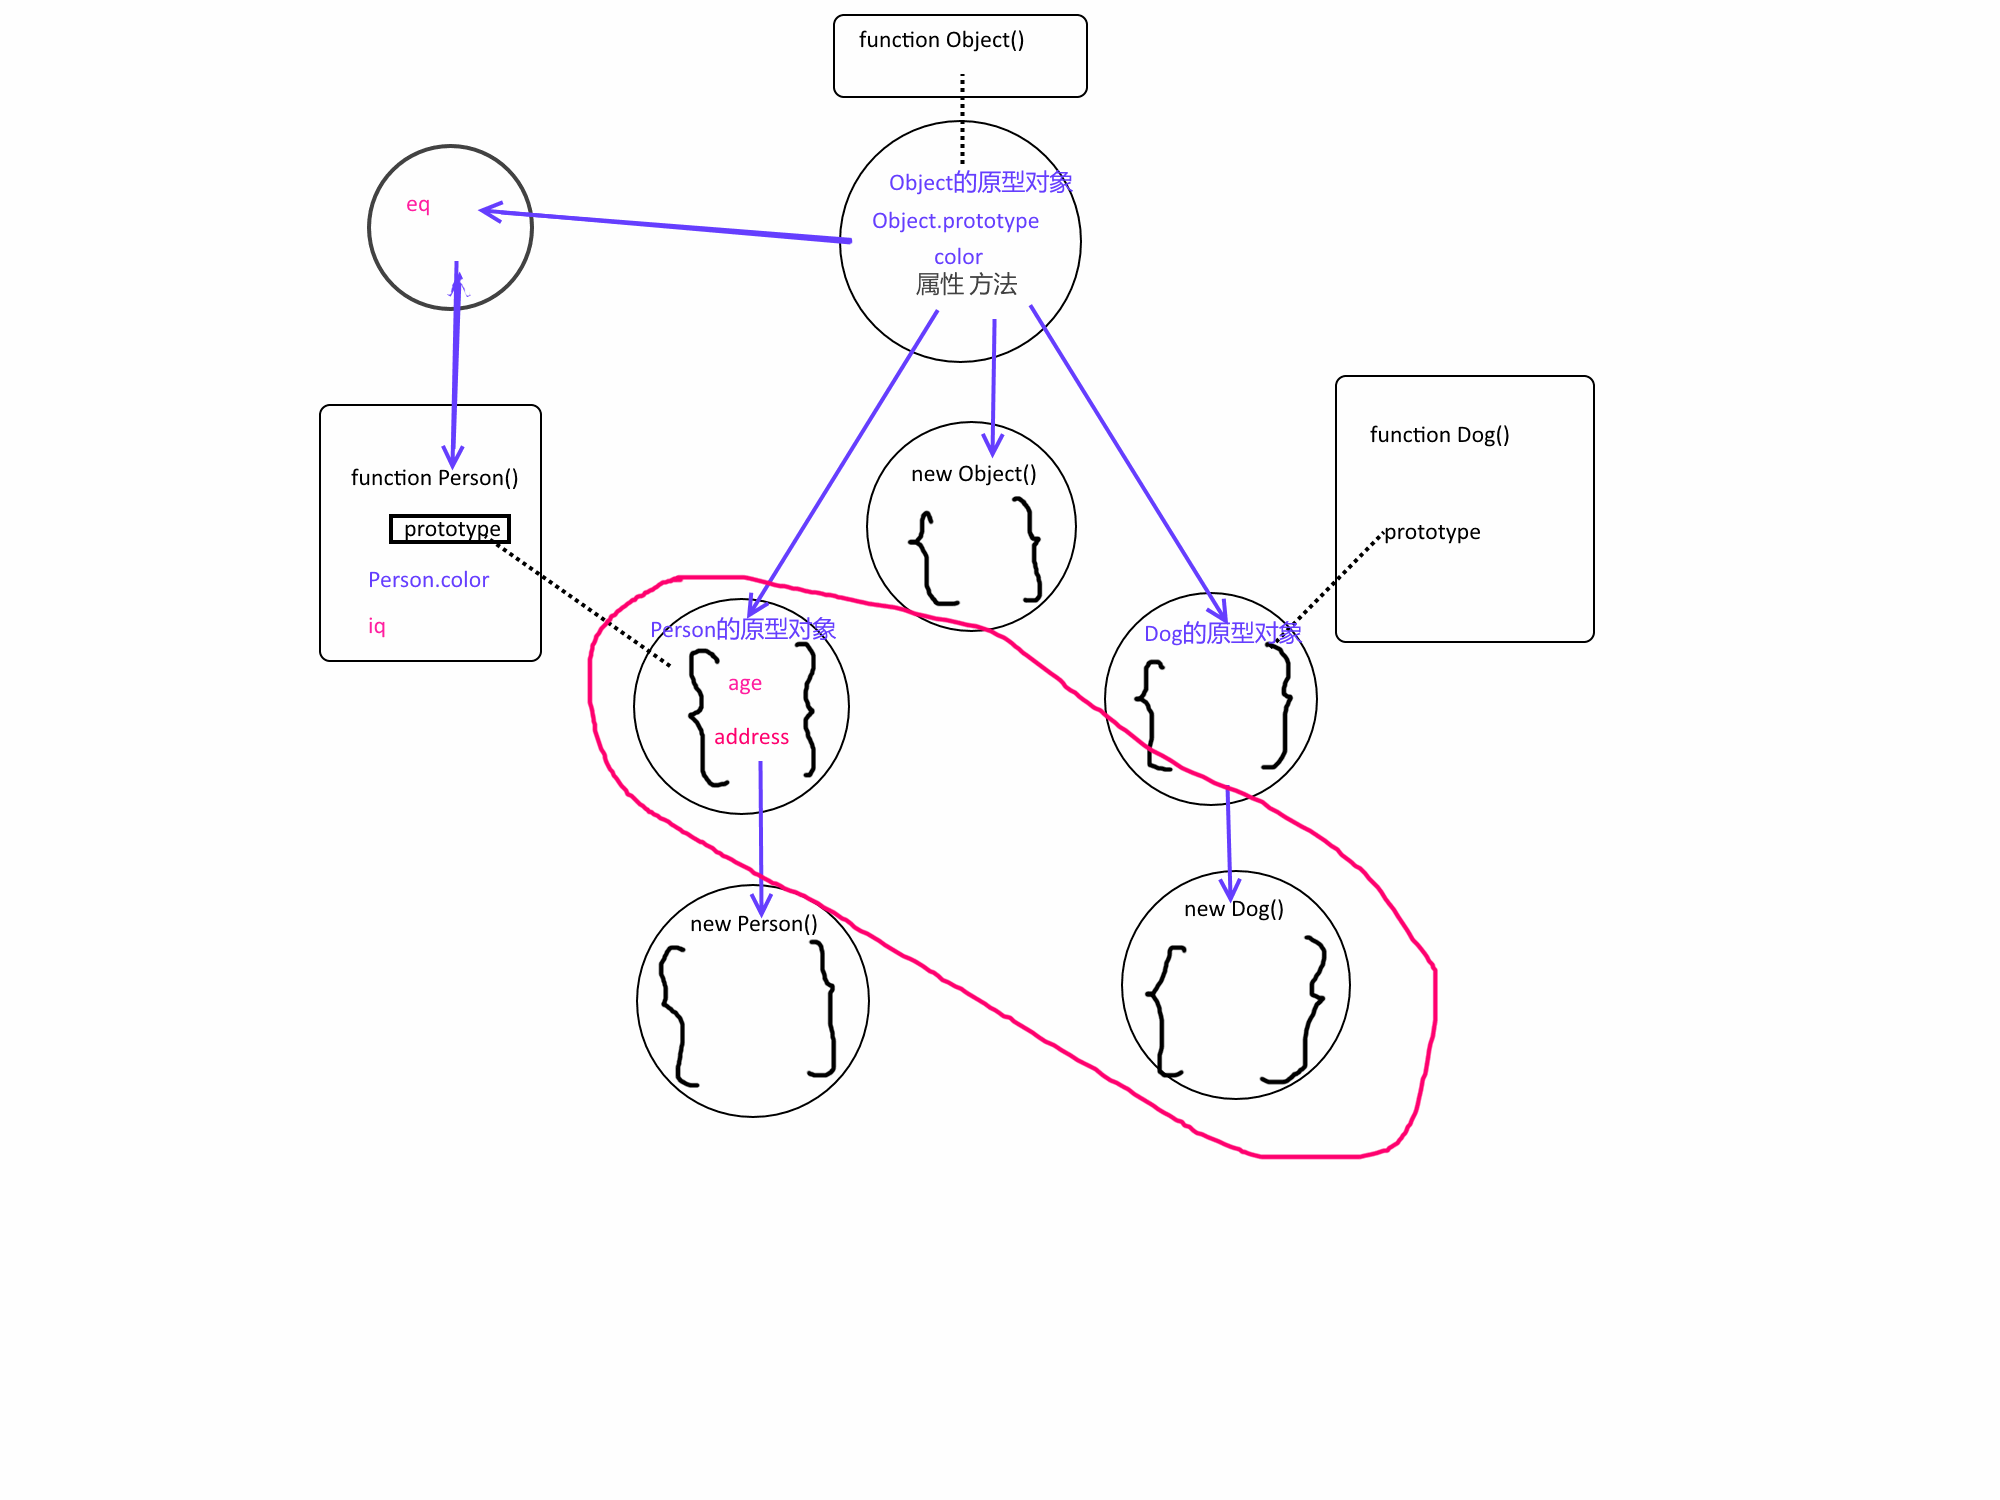 function Object()
Object的原型对象
Object.prototype
color
属性 方法
eq
function Person()
prototype
Person.color
iq
new Object()
function Dog()
prototype
Person的原型对象
age
address
Dog的原型对象
new Person()
new Dog()